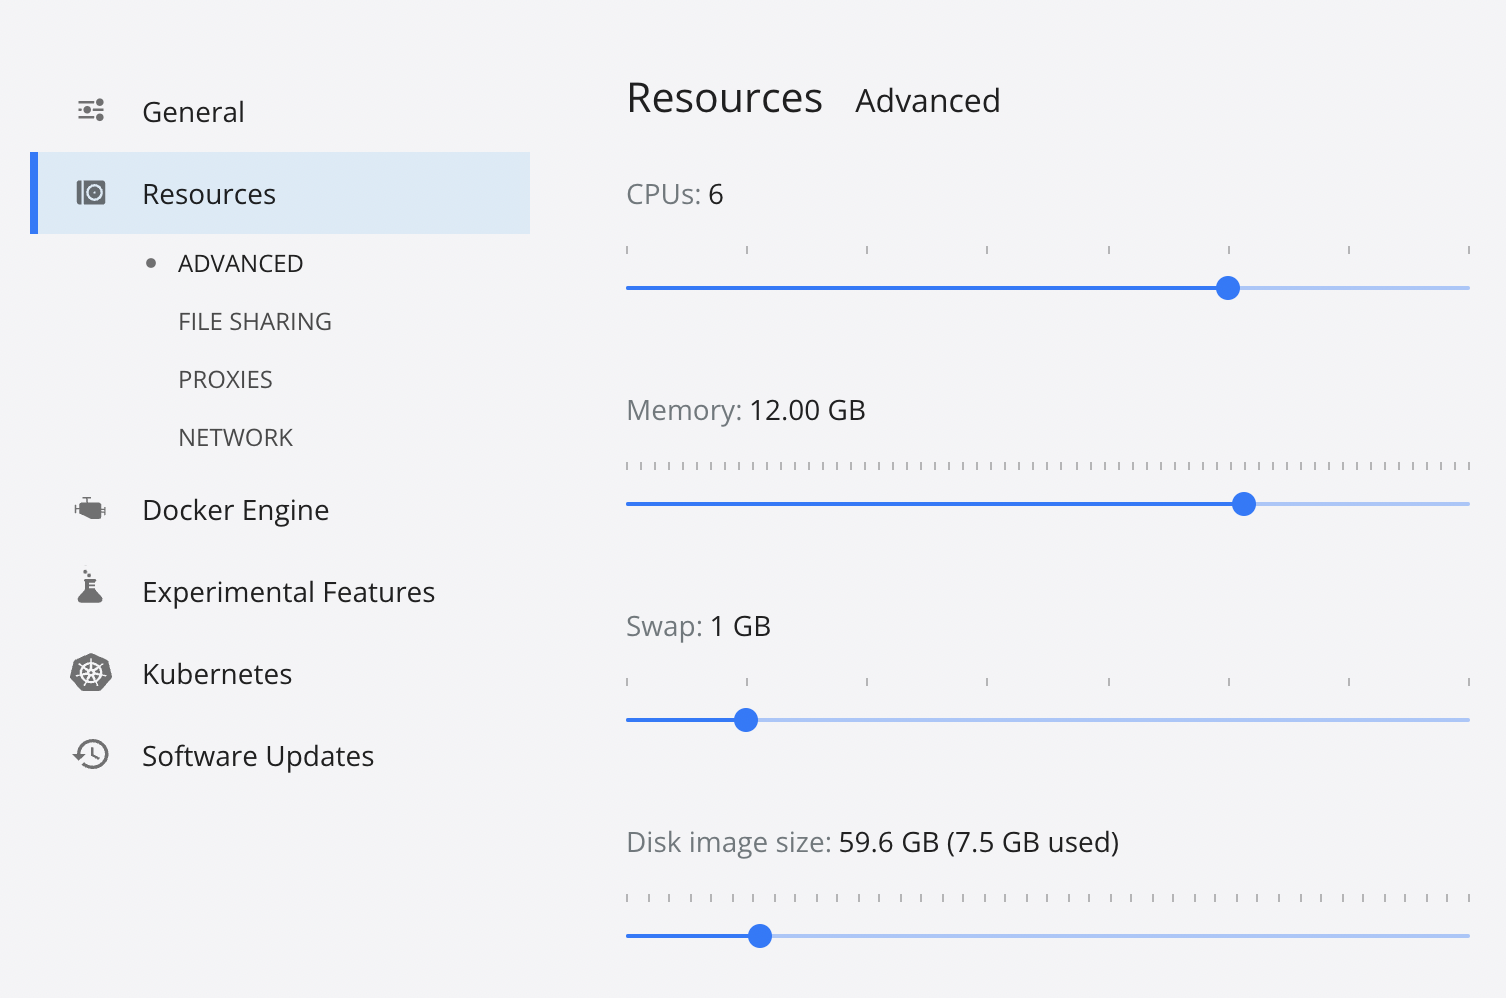 General
Resources
ADVANCED
FILE SHARING
PROXIES
NETWORK
Docker Engine
Experimental Features
Kubernetes
Software Updates
Resources Advanced
CPUs: 6
Memory: 12.00 GB
Swap: 1 GB
Disk image size: 59.6 GB (7.5 GB used)